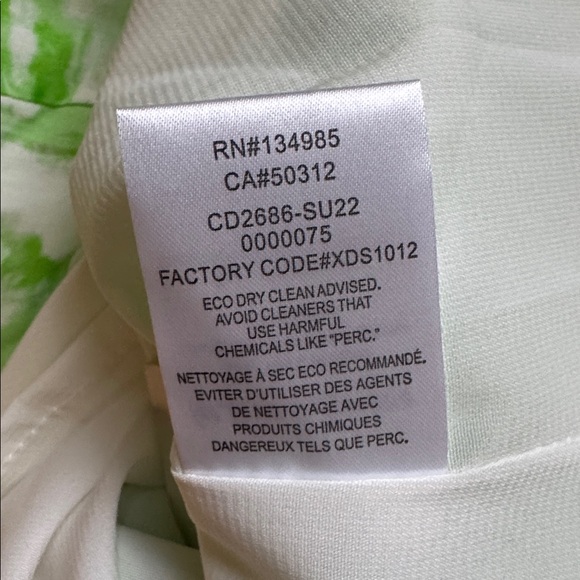 RN#134985
CA#50312
CD2686-SU22
0000075
FACTORY CODE#XDS1012
ECO DRY CLEAN ADVISED.
AVOID CLEANERS THAT
USE HARMFUL
CHEMICALS LIKE "PERC."
NETTOYAGE À SEC ECO RECOMMANDÉ.
EVITER D'UTILISER DES AGENTS
DE NETTOYAGE AVEC
PRODUITS CHIMIQUES
DANGEREUX TELS QUE PERC.